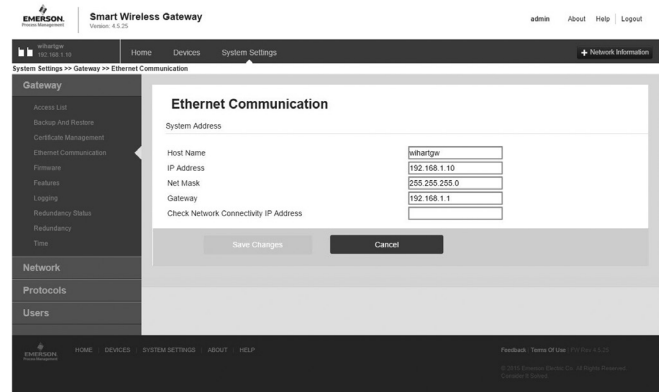 EMERSON.
Process Management
Smart Wireless Gateway
Version: 4.5.25
admin About Help Logout
wihartgw
192.168.1.10
Home Devices System Settings
+ Network Information
System Settings >> Gateway >> Ethernet Communication
Gateway
Access List
Backup And Restore
Certificate Management
Ethernet Communication
Firmware
Features
Logging
Redundancy Status
Redundancy
Time
Network
Protocols
Users
Ethernet Communication
System Address
Host Name wihartgw
IP Address 192.168.1.10
Net Mask 255.255.255.0
Gateway 192.168.1.1
Check Network Connectivity IP Address
Save Changes Cancel
EMERSON.
Process Management
HOME DEVICES SYSTEM SETTINGS ABOUT HELP
Feedback | Terms Of Use